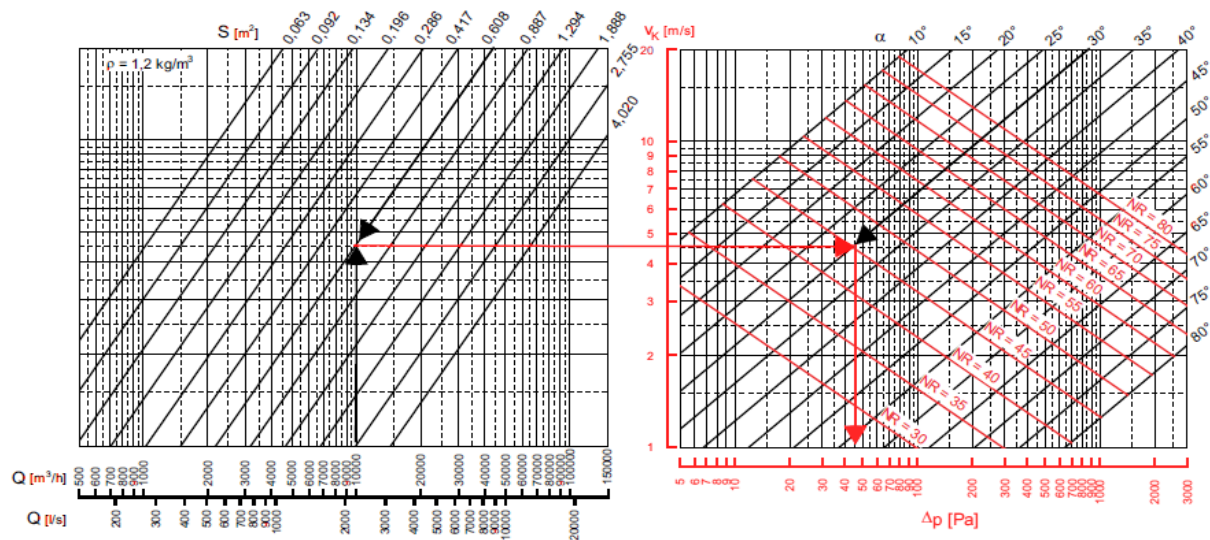 S [m²] 0,063 0,092 0,134 0,196 0,286 0,417 0,608 0,887 1,294 1,888
2,755
4,020
ρ = 1,2 kg/m³
Q [m³/h] 500 600 700 800 900 1000 2000 3000 4000 5000 6000 7000 8000 9000 10000 20000 30000 40000 50000 60000 70000 80000 90000 100000 150000
Q [l/s] 200 300 400 500 600 700 800 900 1000 2000 3000 4000 5000 6000 7000 8000 9000 10000 20000
v_K [m/s]
20
10
9
8
7
6
5
4
3
2
1
α 10° 15° 20° 25° 30° 35° 40°
45°
50°
55°
60°
65°
70°
75°
80°
55°
60°
65°
70°
75°
80°
NR = 80
NR = 75
NR = 70
NR = 65
NR = 60
NR = 55
NR = 50
NR = 45
NR = 40
NR = 35
NR = 30
5 6 7 8 9 10 20 30 40 50 60 70 80 90 100 200 300 400 500 600 700 800 900 1000 2000 3000
Δp [Pa]